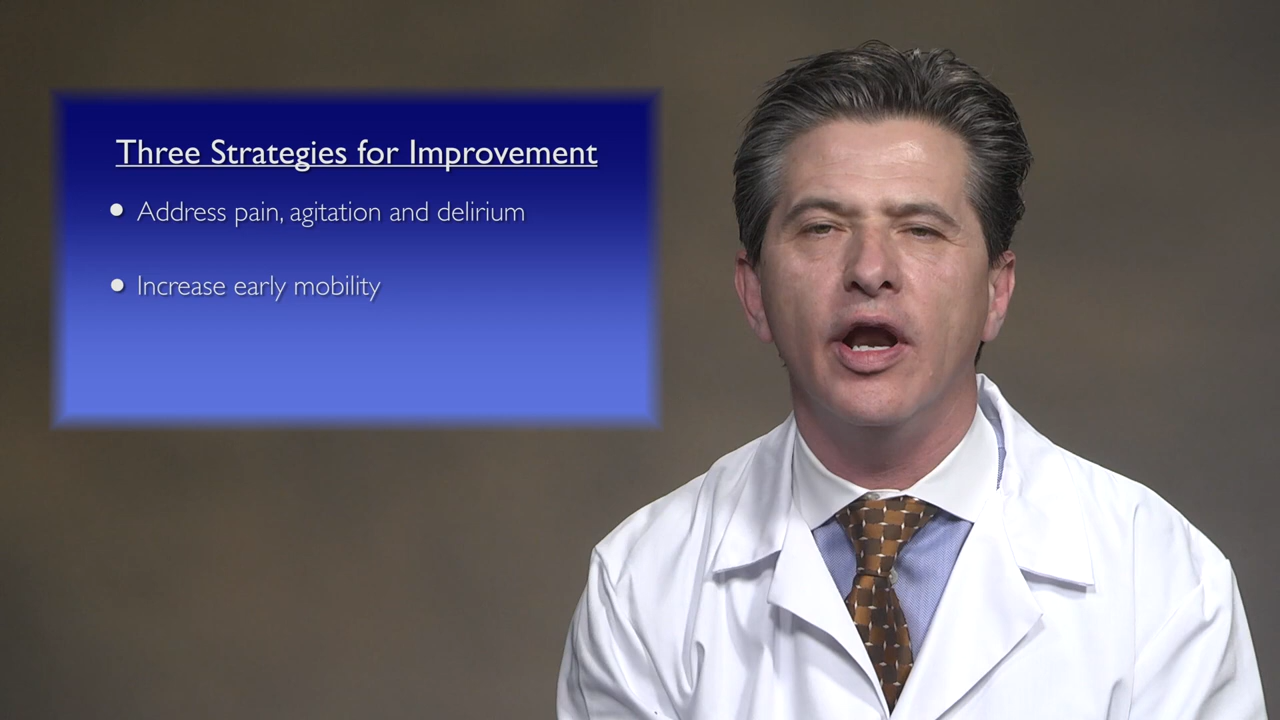 Three Strategies for Improvement
• Address pain, agitation and delirium
• Increase early mobility